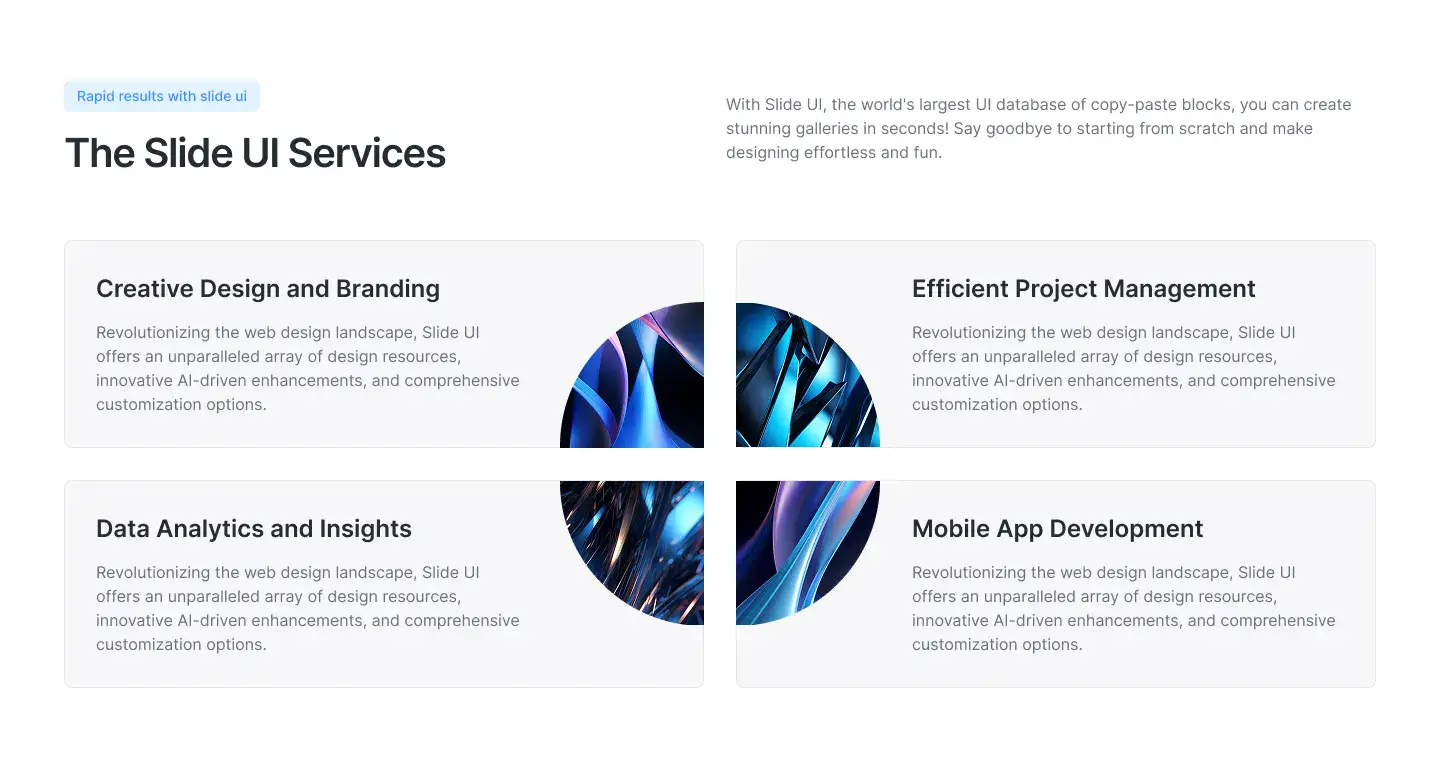 Rapid results with slide ui
The Slide UI Services
With Slide UI, the world's largest UI database of copy-paste blocks, you can create
stunning galleries in seconds! Say goodbye to starting from scratch and make
designing effortless and fun.
Creative Design and Branding
Revolutionizing the web design landscape, Slide UI
offers an unparalleled array of design resources,
innovative AI-driven enhancements, and comprehensive
customization options.
Efficient Project Management
Revolutionizing the web design landscape, Slide UI
offers an unparalleled array of design resources,
innovative AI-driven enhancements, and comprehensive
customization options.
Data Analytics and Insights
Revolutionizing the web design landscape, Slide UI
offers an unparalleled array of design resources,
innovative AI-driven enhancements, and comprehensive
customization options.
Mobile App Development
Revolutionizing the web design landscape, Slide UI
offers an unparalleled array of design resources,
innovative AI-driven enhancements, and comprehensive
customization options.